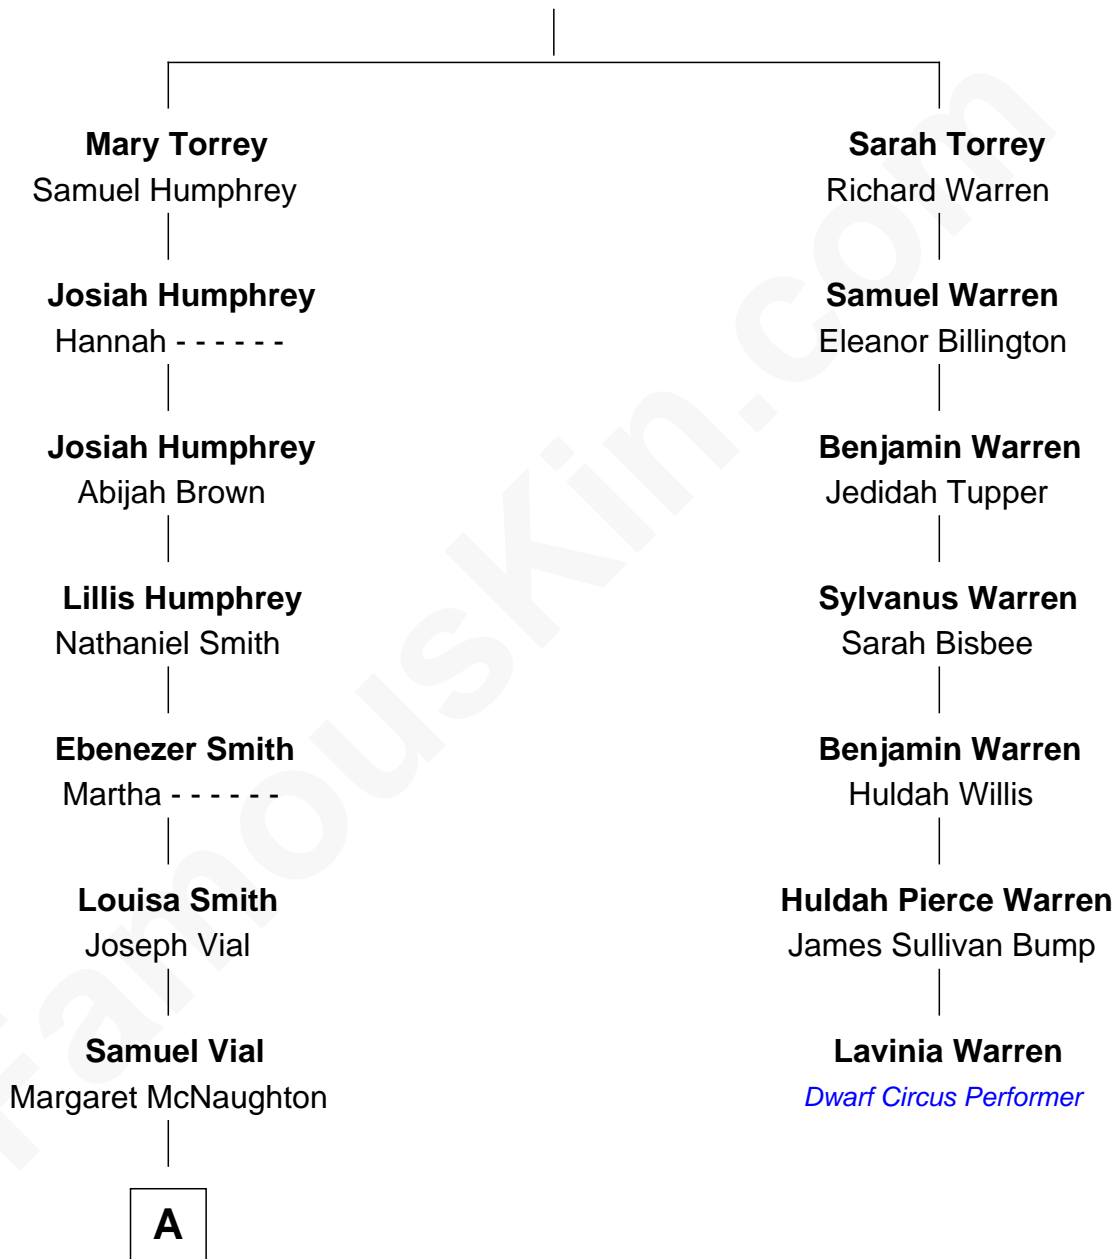 Mary Torrey
Samuel Humphrey
Josiah Humphrey
Hannah - - - - - -
Josiah Humphrey
Abijah Brown
Lillis Humphrey
Nathaniel Smith
Ebenezer Smith
Martha - - - - - -
Louisa Smith
Joseph Vial
Samuel Vial
Margaret McNaughton
A
Sarah Torrey
Richard Warren
Samuel Warren
Eleanor Billington
Benjamin Warren
Jedidah Tupper
Sylvanus Warren
Sarah Bisbee
Benjamin Warren
Huldah Willis
Huldah Pierce Warren
James Sullivan Bump
Lavinia Warren
Dwarf Circus Performer
FamousKin.com